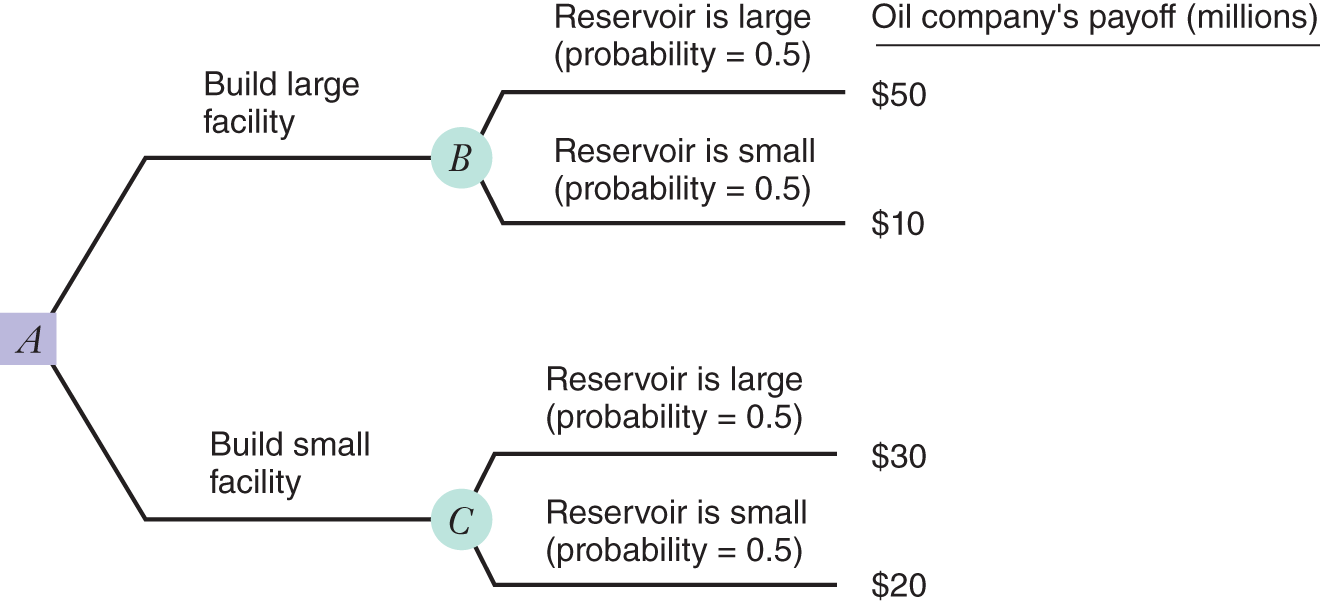 Reservoir is large
(probability = 0.5)
Oil company's payoff (millions)
Build large
facility
$50
B
Reservoir is small
(probability = 0.5)
$10
A
Reservoir is large
(probability = 0.5)
Build small
facility
$30
C
Reservoir is small
(probability = 0.5)
$20